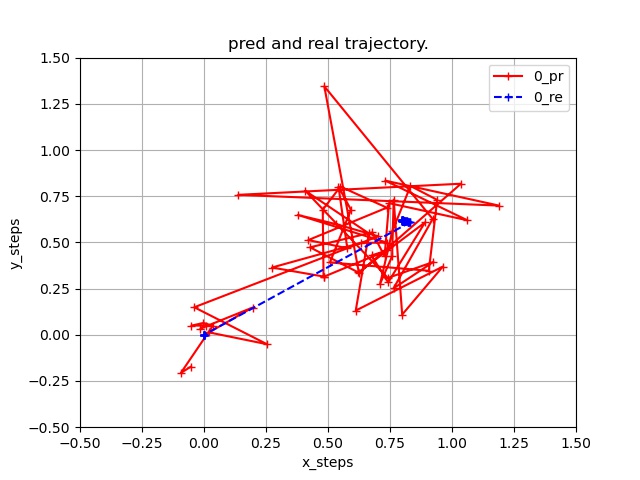 pred and real trajectory.
1.50
1.25
1.00
0.75
0.50
0.25
0.00
−0.25
−0.50
y_steps
0_pr
0_re
−0.50 −0.25 0.00 0.25 0.50 0.75 1.00 1.25 1.50
x_steps